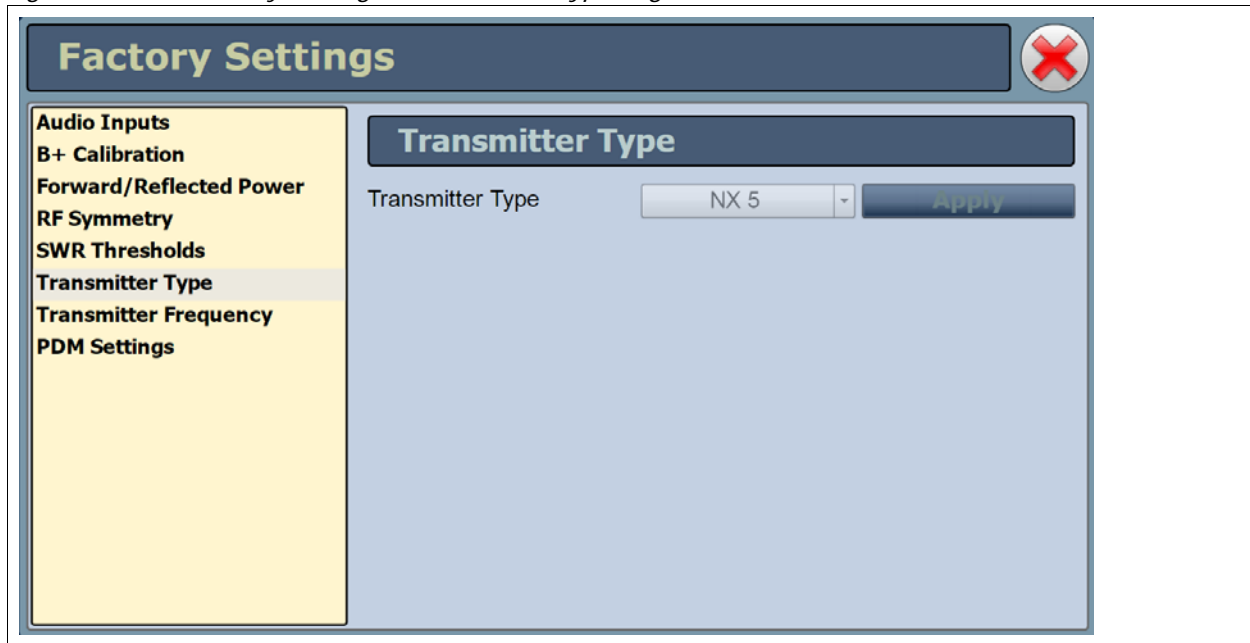 Factory Settings
Audio Inputs
B+ Calibration
Forward/Reflected Power
RF Symmetry
SWR Thresholds
Transmitter Type
Transmitter Frequency
PDM Settings
Transmitter Type
Transmitter Type NX 5 Apply